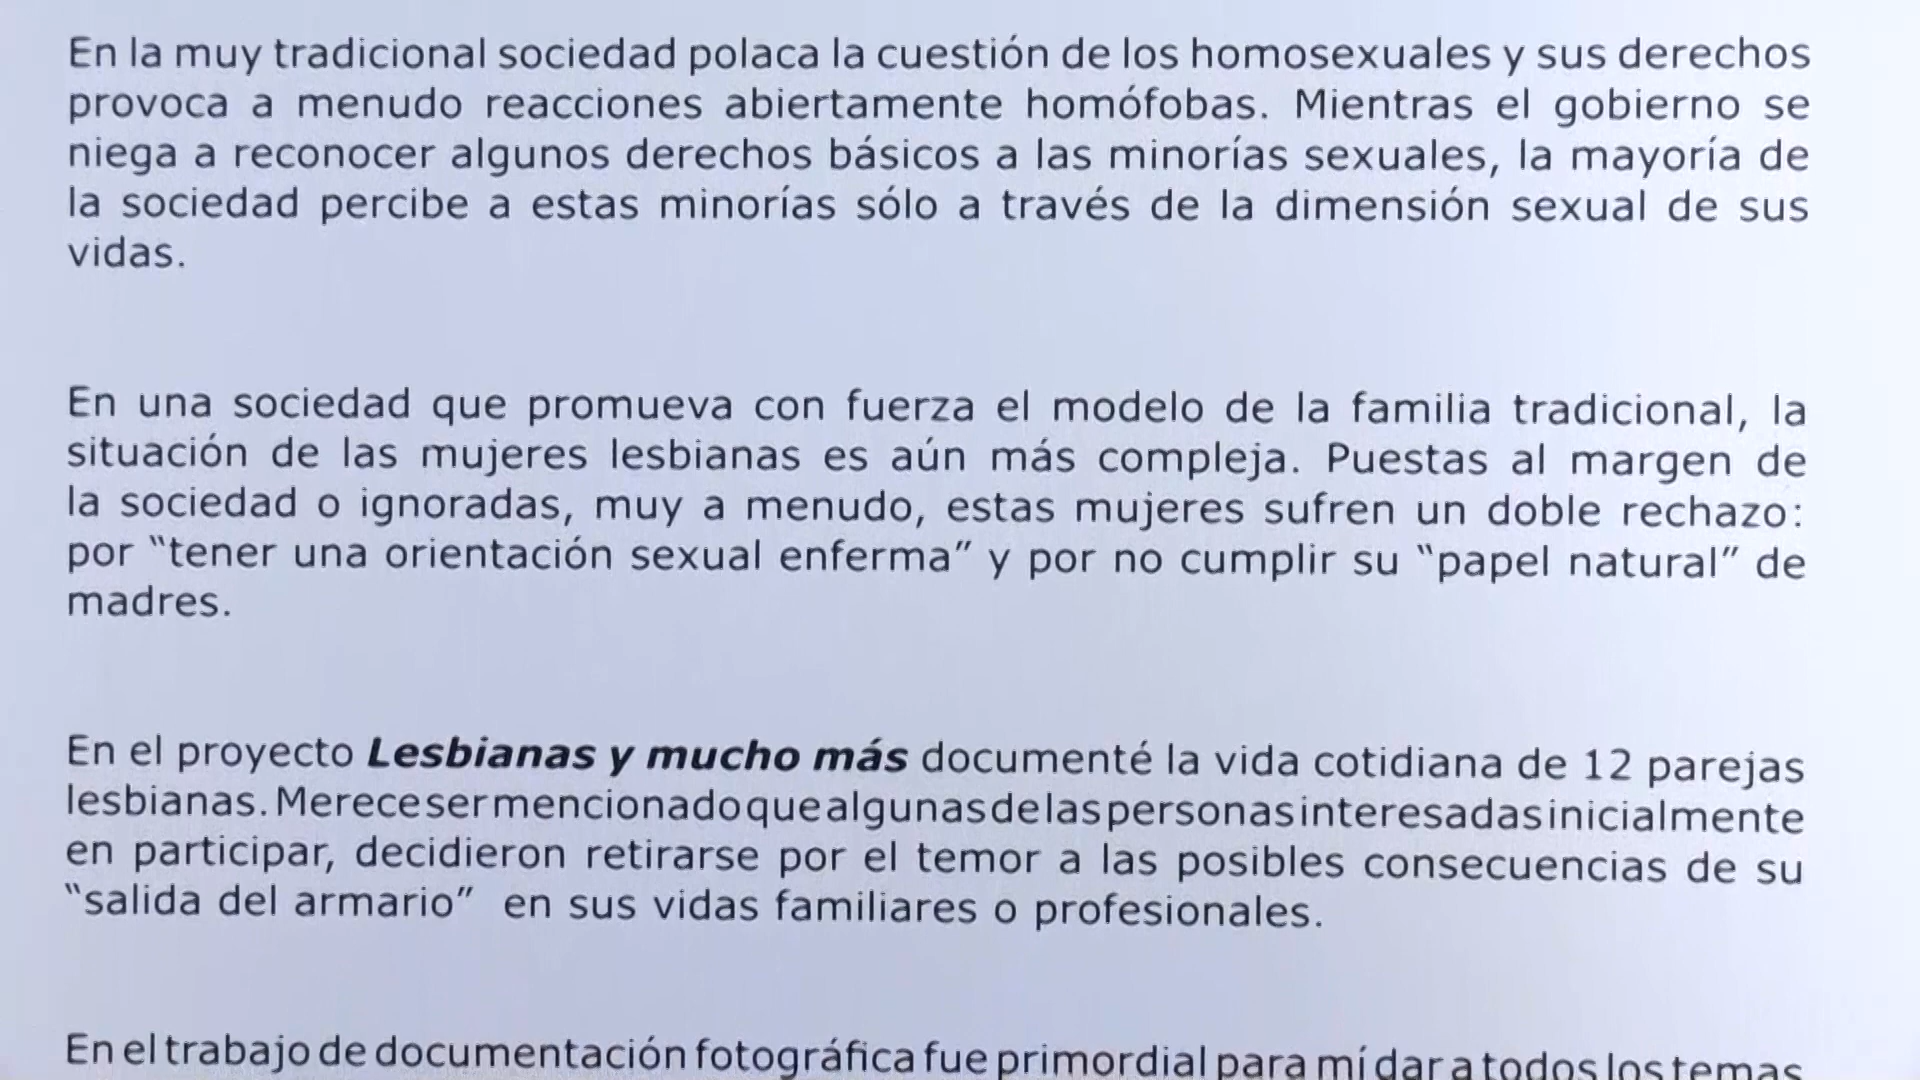 En la muy tradicional sociedad polaca la cuestión de los homosexuales y sus derechos
provoca a menudo reacciones abiertamente homófobas. Mientras el gobierno se
niega a reconocer algunos derechos básicos a las minorías sexuales, la mayoría de
la sociedad percibe a estas minorías sólo a través de la dimensión sexual de sus
vidas.
En una sociedad que promueva con fuerza el modelo de la familia tradicional, la
situación de las mujeres lesbianas es aún más compleja. Puestas al margen de
la sociedad o ignoradas, muy a menudo, estas mujeres sufren un doble rechazo:
por “tener una orientación sexual enferma” y por no cumplir su “papel natural” de
madres.
En el proyecto Lesbianas y mucho más documenté la vida cotidiana de 12 parejas
lesbianas. Merece ser mencionado que algunas de las personas interesadas inicialmente
en participar, decidieron retirarse por el temor a las posibles consecuencias de su
“salida del armario” en sus vidas familiares o profesionales.
En el trabajo de documentación fotográfica fue primordial para mí dar a todos los temas